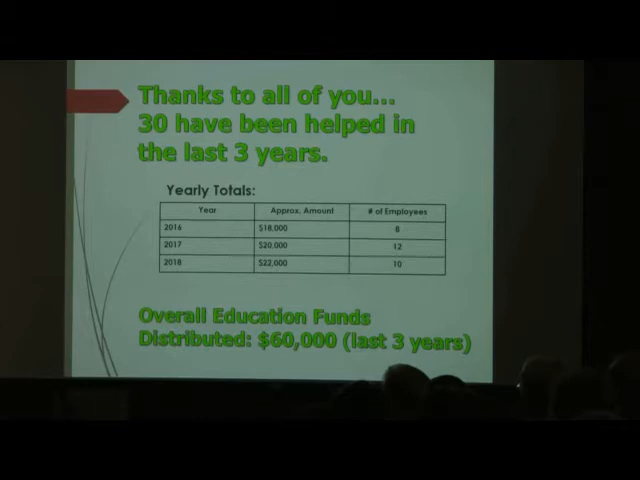 Thanks to all of you...
30 have been helped in
the last 3 years.
Yearly Totals:
Year Approx. Amount # of Employees
2016 $18,000 8
2017 $20,000 12
2018 $22,000 10
Overall Education Funds
Distributed: $60,000 (last 3 years)